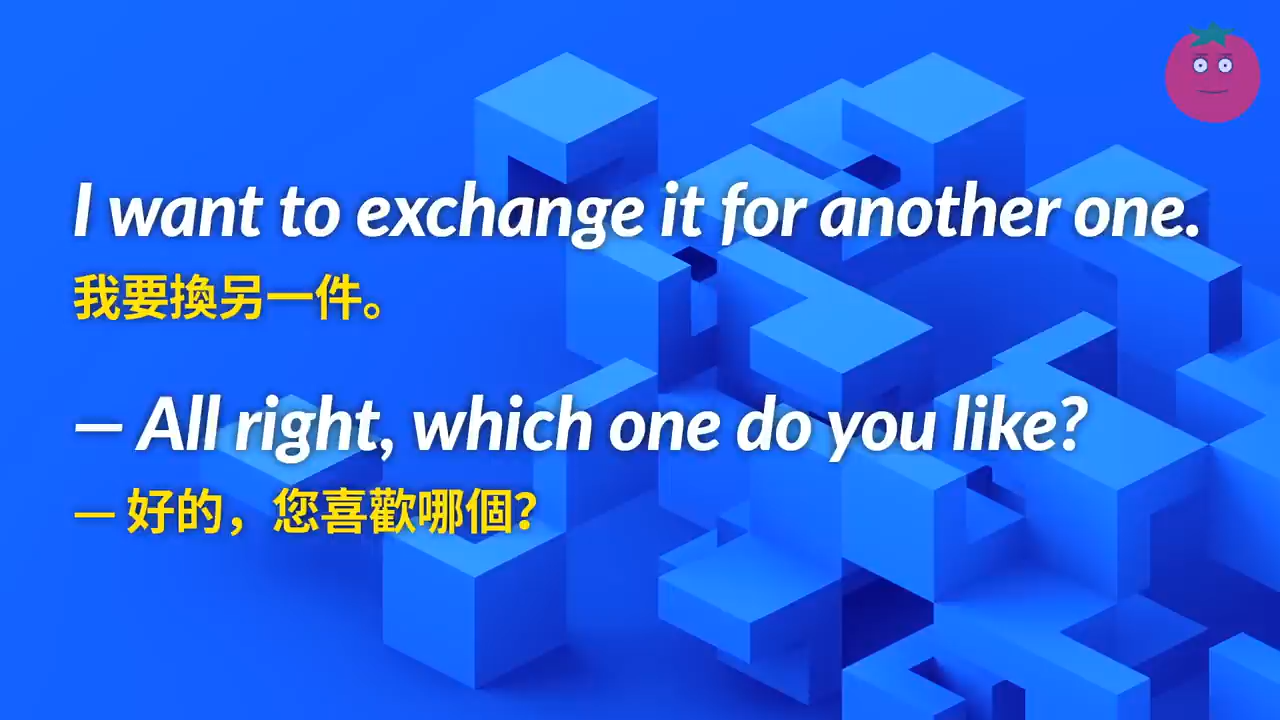 I want to exchange it for another one.
我要換另一件。
— All right, which one do you like?
— 好的，您喜歡哪個？